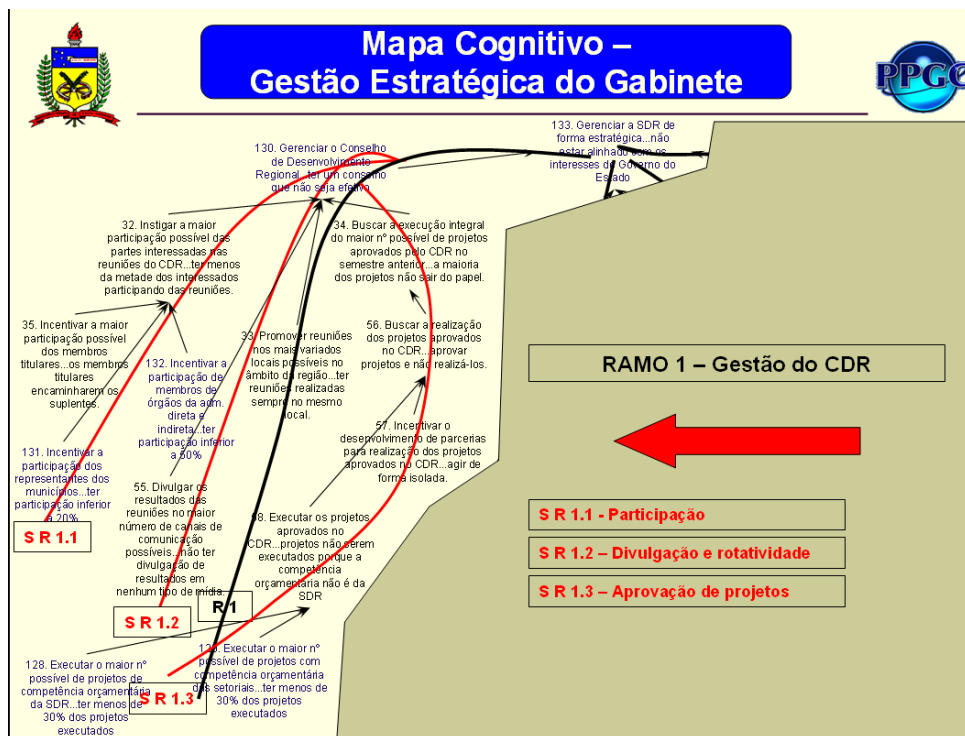 Mapa Cognitivo –
Gestão Estratégica do Gabinete
PPGC
133. Gerenciar a SDR de
forma estratégica...não
estar alinhado com os
interesses do Governo do
Estado
130. Gerenciar o Conselho
de Desenvolvimento
Regional...ter um conselho
que não seja efetivo
32. Instigar a maior
participação possível das
partes interessadas nas
reuniões do CDR...ter menos
da metade dos interessados
participando das reuniões.
34. Buscar a execução integral
do maior nº possível de projetos
aprovados pelo CDR no
semestre anterior...a maioria
dos projetos não sair do papel.
35. Incentivar a maior
participação possível
dos membros
titulares...os membros
titulares
encaminharem os
suplentes.
132. Incentivar a
participação de
membros de
órgãos da adm.
direta e
indireta...ter
participação inferior
a 50%
33. Promover reuniões
nos mais variados
locais possíveis no
âmbito da região...ter
reuniões realizadas
sempre no mesmo
local.
56. Buscar a realização
dos projetos aprovados
no CDR...aprovar
projetos e não realizá-los.
57. Incentivar o
desenvolvimento de parcerias
para realização dos projetos
aprovados no CDR...agir de
forma isolada.
131. Incentivar a
participação dos
representantes dos
municípios...ter
participação inferior
a 20%
55. Divulgar os
resultados das
reuniões no maior
número de canais de
comunicação
possíveis...não ter
divulgação de
resultados em
nenhum tipo de mídia.
98. Executar os projetos
aprovados no
CDR...projetos não serem
executados porque a
competência
orçamentária não é da
SDR
S R 1.1
R 1
S R 1.2
128. Executar o maior nº
possível de projetos de
competência orçamentária
da SDR...ter menos de
30% dos projetos
executados
Executar o maior nº
possível de projetos com
competência orçamentária
das setoriais...ter menos de
30% dos projetos
executados
S R 1.3
RAMO 1 – Gestão do CDR
S R 1.1 - Participação
S R 1.2 – Divulgação e rotatividade
S R 1.3 – Aprovação de projetos